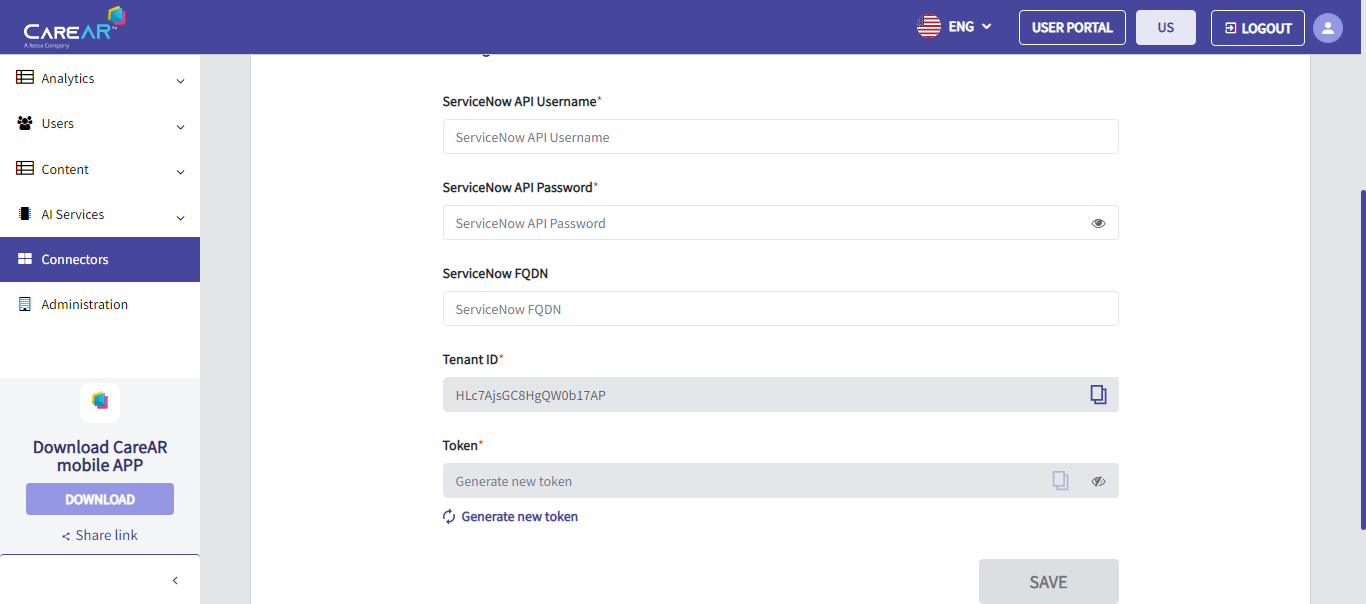 CAREAR™
A Xerox Company
ENG
USER PORTAL
US
LOGOUT
Analytics
Users
Content
AI Services
Connectors
Administration
Download CareAR
mobile APP
DOWNLOAD
Share link
ServiceNow API Username*
ServiceNow API Username
ServiceNow API Password*
ServiceNow API Password
ServiceNow FQDN
ServiceNow FQDN
Tenant ID*
HLc7AjsGC8HgQW0b17AP
Token*
Generate new token
Generate new token
SAVE